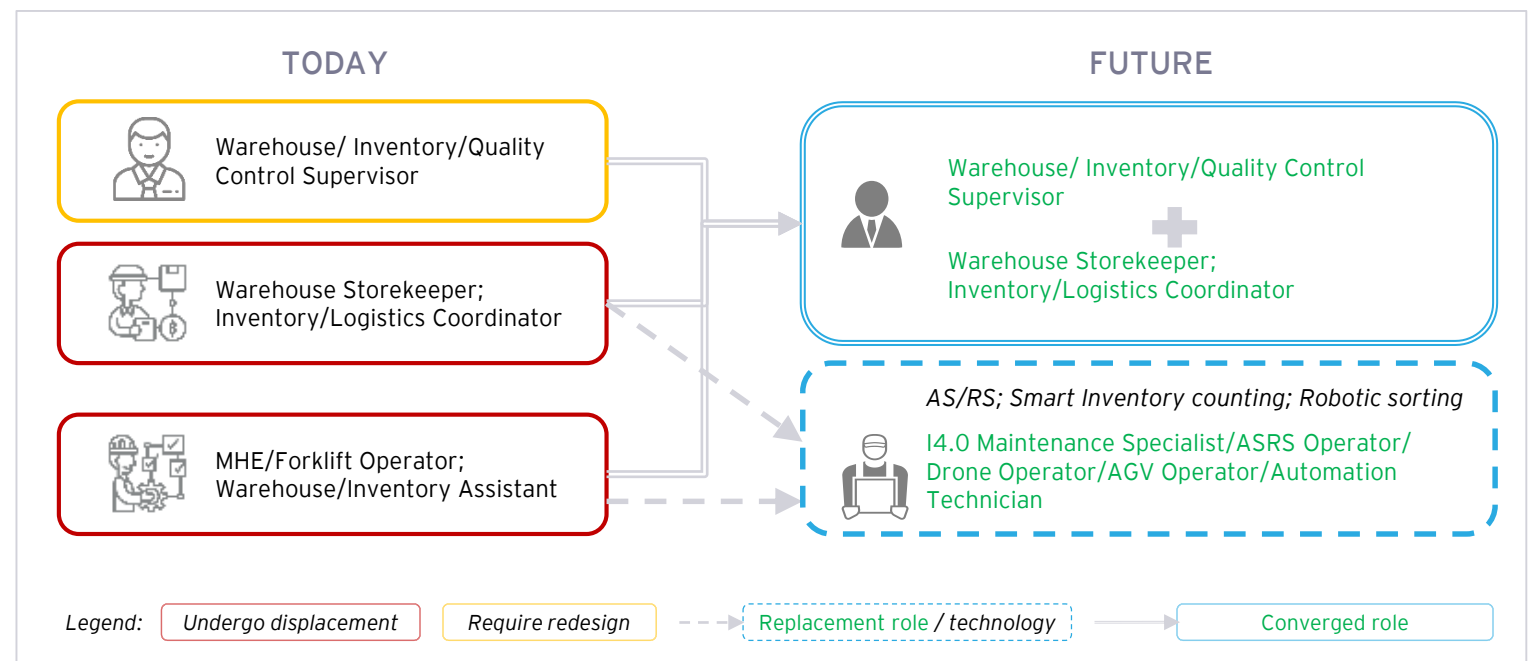 TODAY
FUTURE
Warehouse/ Inventory/Quality
Control Supervisor
Warehouse Storekeeper;
Inventory/Logistics Coordinator
MHE/Forklift Operator;
Warehouse/Inventory Assistant
Warehouse/ Inventory/Quality Control
Supervisor
Warehouse Storekeeper;
Inventory/Logistics Coordinator
AS/RS; Smart Inventory counting; Robotic sorting
I4.0 Maintenance Specialist/ASRS Operator/
Drone Operator/AGV Operator/Automation
Technician
Legend:
Undergo displacement
Require redesign
Replacement role / technology
Converged role